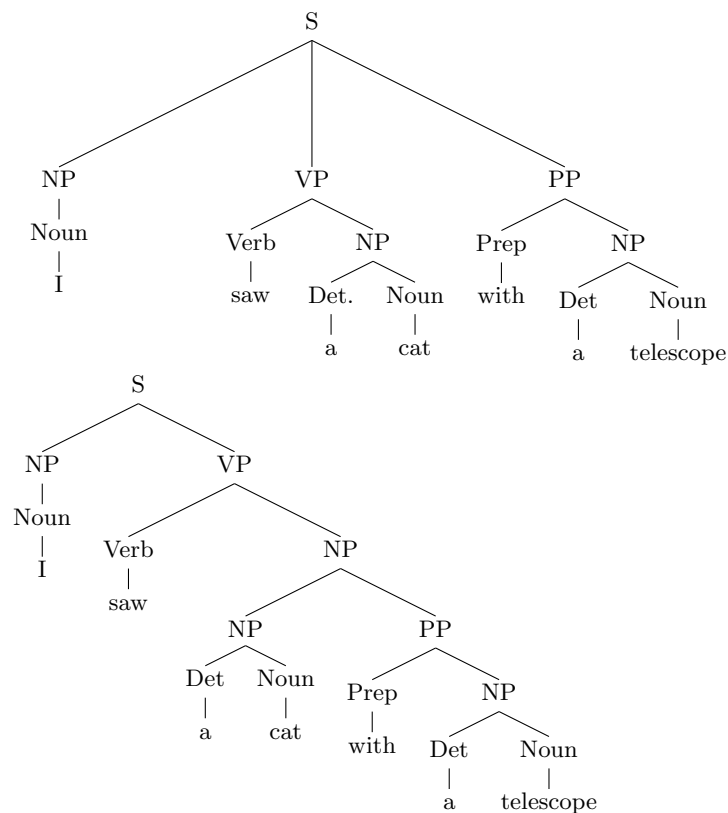 S
NP VP PP
Noun Verb NP Prep NP
I saw Det. Noun with Det Noun
a cat a telescope
S
NP VP
Noun Verb NP
I saw
NP PP
Det Noun Prep NP
a cat with Det Noun
a telescope